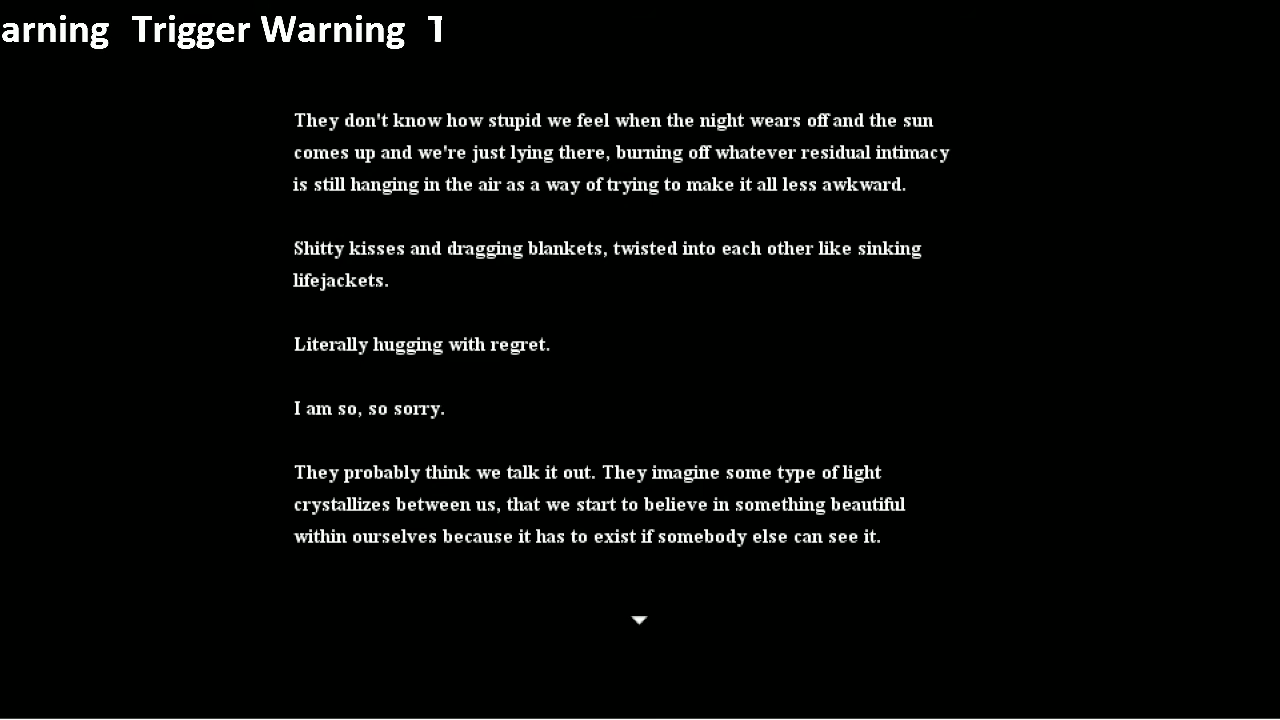 arning Trigger Warning T
They don't know how stupid we feel when the night wears off and the sun
comes up and we're just lying there, burning off whatever residual intimacy
is still hanging in the air as a way of trying to make it all less awkward.
Shitty kisses and dragging blankets, twisted into each other like sinking
lifejackets.
Literally hugging with regret.
I am so, so sorry.
They probably think we talk it out. They imagine some type of light
crystallizes between us, that we start to believe in something beautiful
within ourselves because it has to exist if somebody else can see it.